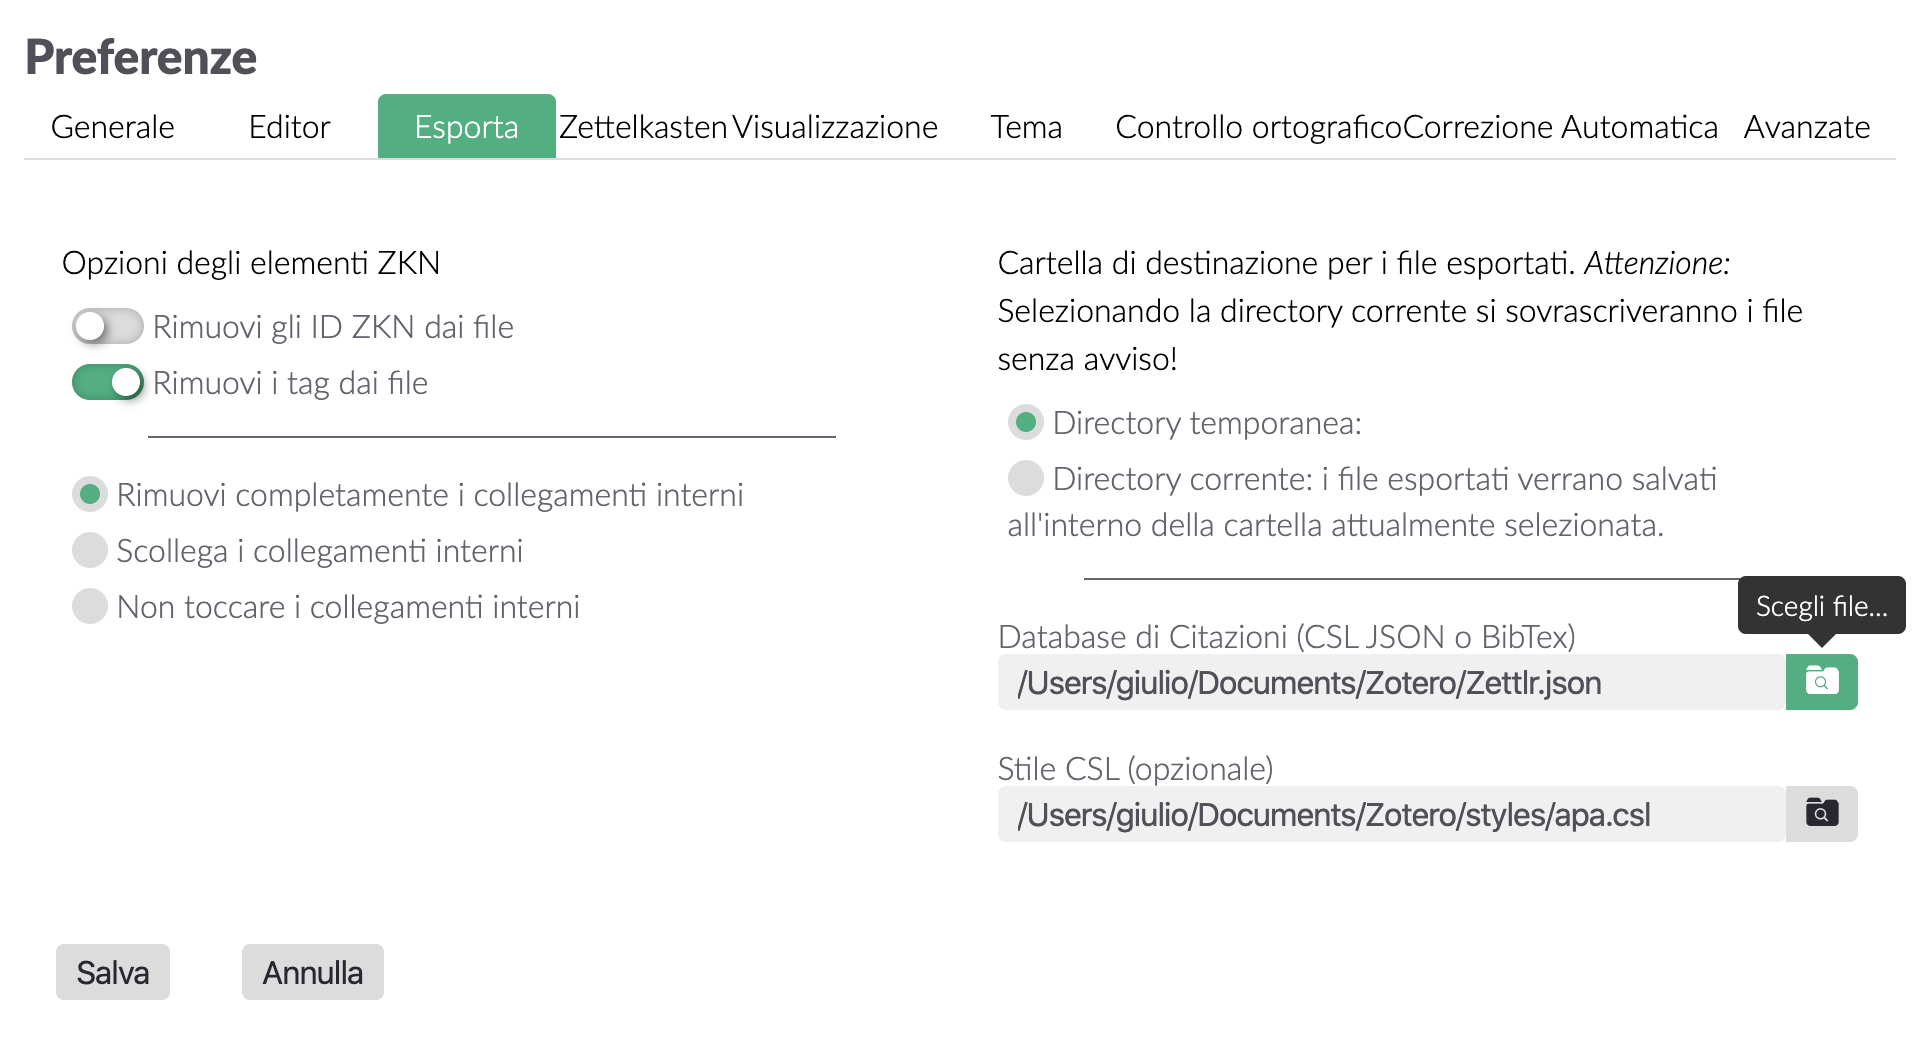 Preferenze
Generale Editor Esporta Zettelkasten Visualizzazione Tema Controllo ortografico Correzione Automatica Avanzate
Opzioni degli elementi ZKN
Rimuovi gli ID ZKN dai file
Rimuovi i tag dai file
Rimuovi completamente i collegamenti interni
Scollega i collegamenti interni
Non toccare i collegamenti interni
Cartella di destinazione per i file esportati. Attenzione:
Selezionando la directory corrente si sovrascriveranno i file
senza avviso!
Directory temporanea:
Directory corrente: i file esportati verrano salvati
all'interno della cartella attualmente selezionata.
Scegli file...
Database di Citazioni (CSL JSON o BibTex)
/Users/giulio/Documents/Zotero/Zettlr.json
Stile CSL (opzionale)
/Users/giulio/Documents/Zotero/styles/apa.csl
Salva Annulla